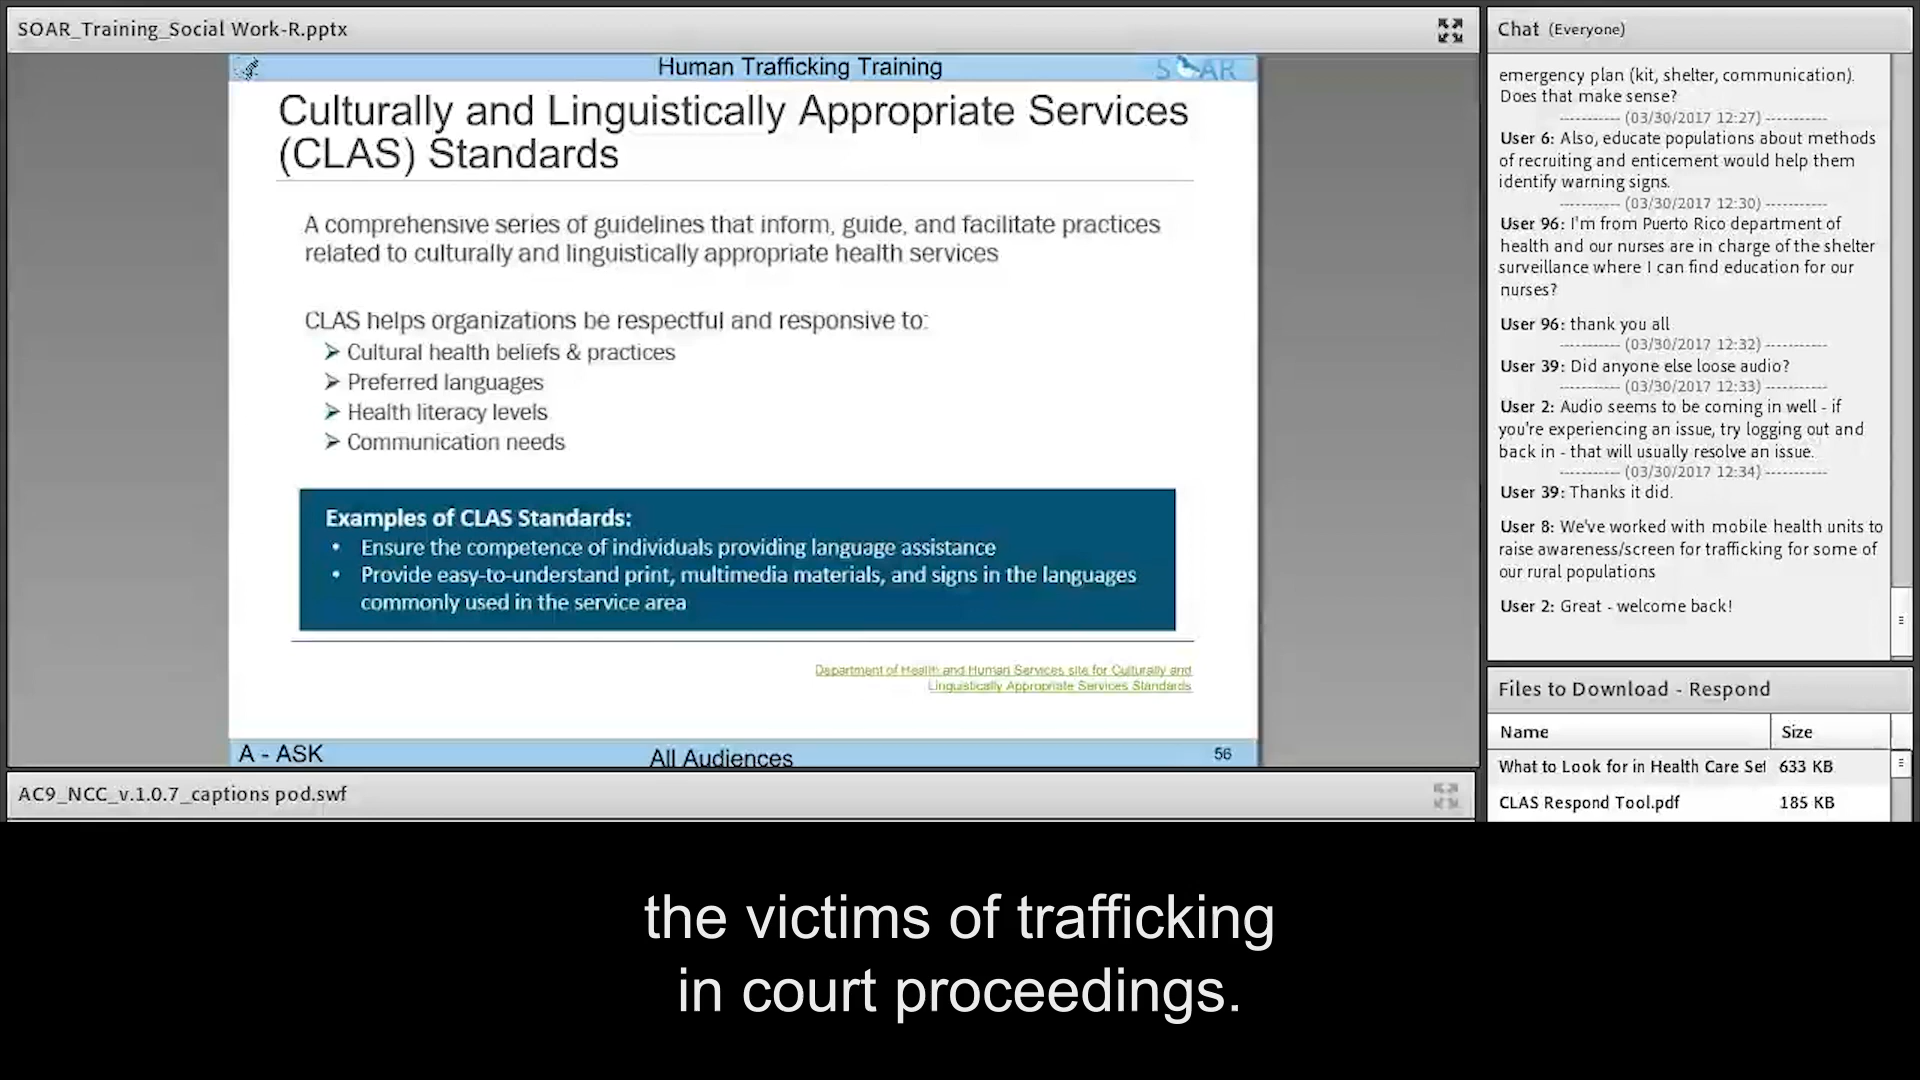 SOAR_Training_Social Work-R.pptx
Human Trafficking Training
SOAR
Culturally and Linguistically Appropriate Services
(CLAS) Standards
A comprehensive series of guidelines that inform, guide, and facilitate practices
related to culturally and linguistically appropriate health services
CLAS helps organizations be respectful and responsive to:
➢ Cultural health beliefs & practices
➢ Preferred languages
➢ Health literacy levels
➢ Communication needs
Examples of CLAS Standards:
• Ensure the competence of individuals providing language assistance
• Provide easy-to-understand print, multimedia materials, and signs in the languages
commonly used in the service area
Department of Health and Human Services site for Culturally and
Linguistically Appropriate Services Standards
A - ASK
All Audiences
56
AC9_NCC_v.1.0.7_captions pod.swf
Chat (Everyone)
emergency plan (kit, shelter, communication).
Does that make sense?
---------- (03/30/2017 12:27) ----------
User 6: Also, educate populations about methods
of recruiting and enticement would help them
identify warning signs.
---------- (03/30/2017 12:30) ----------
User 96: I'm from Puerto Rico department of
health and our nurses are in charge of the shelter
surveillance where I can find education for our
nurses?
User 96: thank you all
---------- (03/30/2017 12:32) ----------
User 39: Did anyone else loose audio?
---------- (03/30/2017 12:33) ----------
User 2: Audio seems to be coming in well - if
you're experiencing an issue, try logging out and
back in - that will usually resolve an issue.
---------- (03/30/2017 12:34) ----------
User 39: Thanks it did.
User 8: We've worked with mobile health units to
raise awareness/screen for trafficking for some of
our rural populations
User 2: Great - welcome back!
Files to Download - Respond
Name Size
What to Look for in Health Care Set 633 KB
CLAS Respond Tool.pdf 185 KB
the victims of trafficking
in court proceedings.